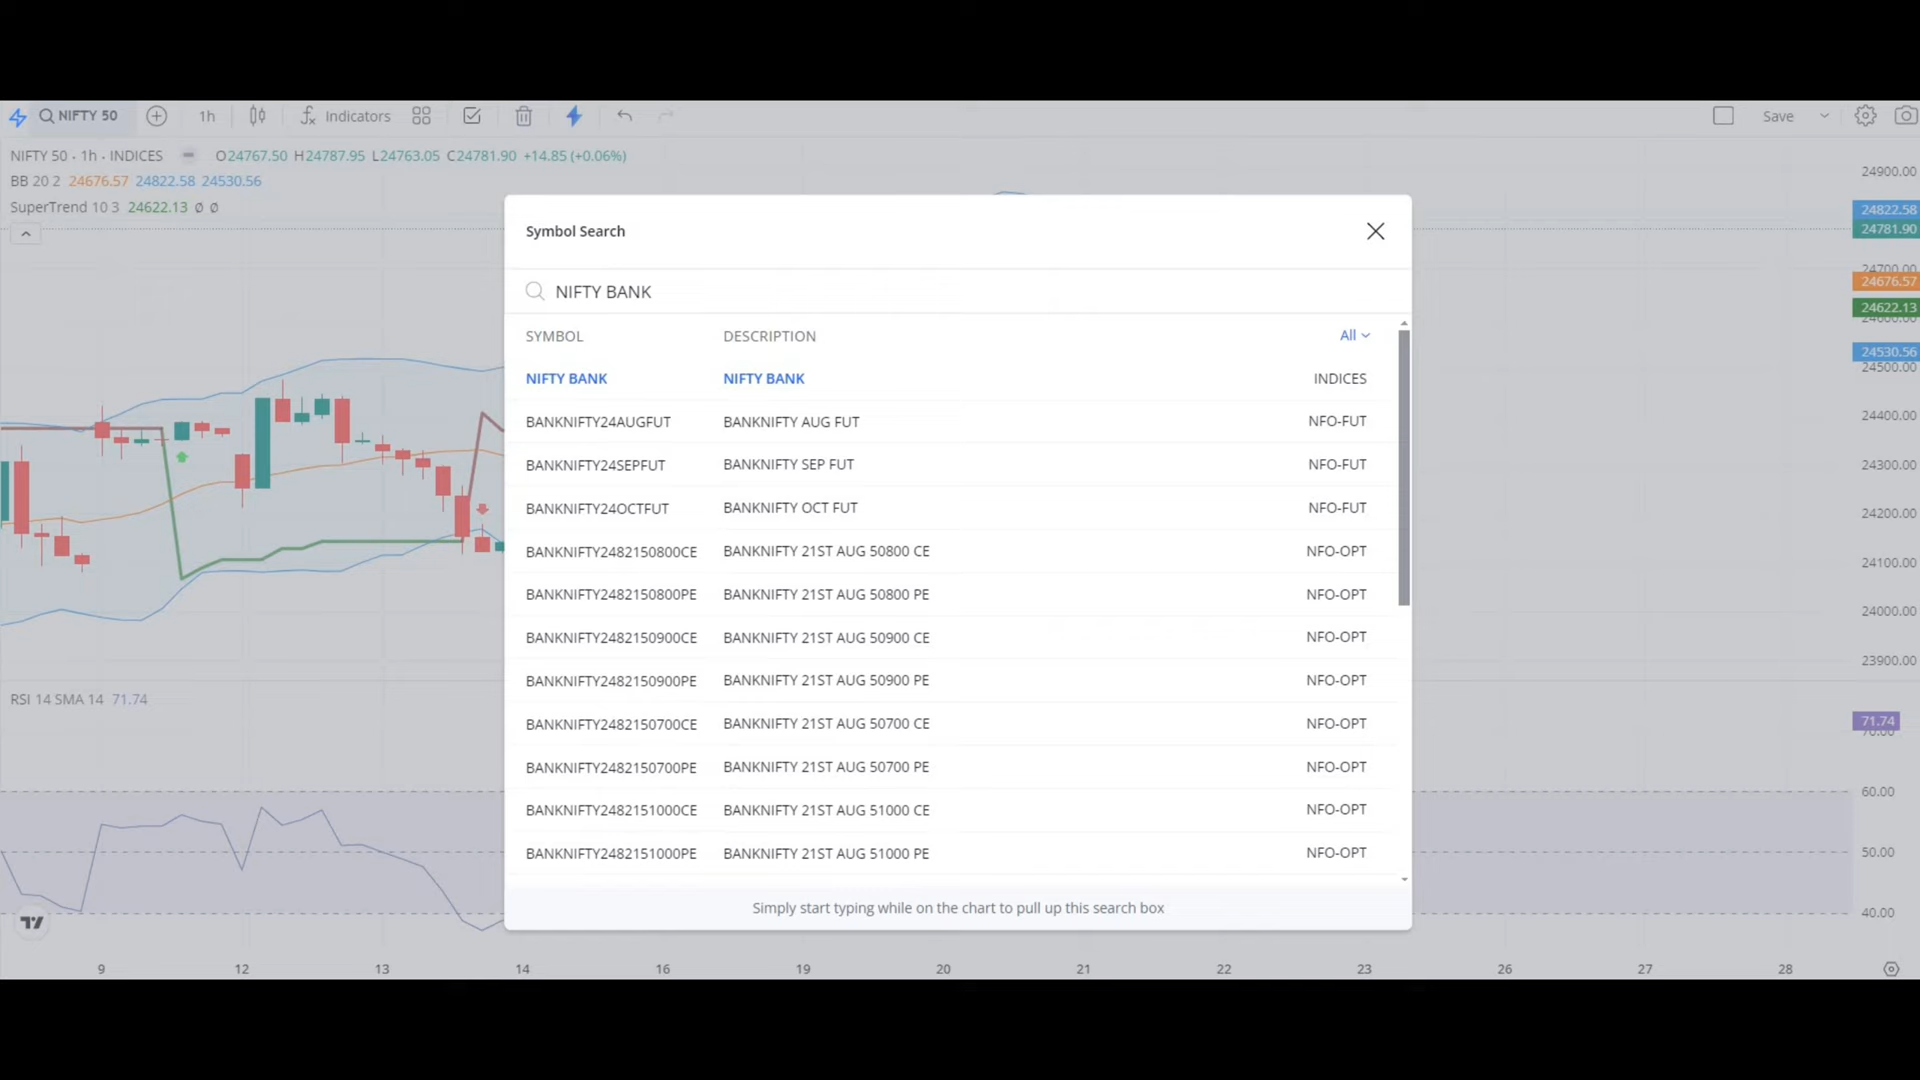 NIFTY 50 1h Indicators Save
NIFTY 50 · 1h · INDICES O24767.50 H24787.95 L24763.05 C24781.90 +14.85 (+0.06%)
BB 20 2 24676.57 24822.58 24530.56
SuperTrend 10 3 24622.13 Ø Ø
24900.00
24822.58
24781.90
24700.00
24676.57
24622.13
24600.00
24530.56
24500.00
24400.00
24300.00
24200.00
24100.00
24000.00
23900.00
Symbol Search
NIFTY BANK
SYMBOL DESCRIPTION All
NIFTY BANK NIFTY BANK INDICES
BANKNIFTY24AUGFUT BANKNIFTY AUG FUT NFO-FUT
BANKNIFTY24SEPFUT BANKNIFTY SEP FUT NFO-FUT
BANKNIFTY24OCTFUT BANKNIFTY OCT FUT NFO-FUT
BANKNIFTY2482150800CE BANKNIFTY 21ST AUG 50800 CE NFO-OPT
BANKNIFTY2482150800PE BANKNIFTY 21ST AUG 50800 PE NFO-OPT
BANKNIFTY2482150900CE BANKNIFTY 21ST AUG 50900 CE NFO-OPT
BANKNIFTY2482150900PE BANKNIFTY 21ST AUG 50900 PE NFO-OPT
BANKNIFTY2482150700CE BANKNIFTY 21ST AUG 50700 CE NFO-OPT
BANKNIFTY2482150700PE BANKNIFTY 21ST AUG 50700 PE NFO-OPT
BANKNIFTY2482151000CE BANKNIFTY 21ST AUG 51000 CE NFO-OPT
BANKNIFTY2482151000PE BANKNIFTY 21ST AUG 51000 PE NFO-OPT
Simply start typing while on the chart to pull up this search box
RSI 14 SMA 14 71.74
71.74
70.00
60.00
50.00
40.00
9 12 13 14 16 19 20 21 22 23 26 27 28